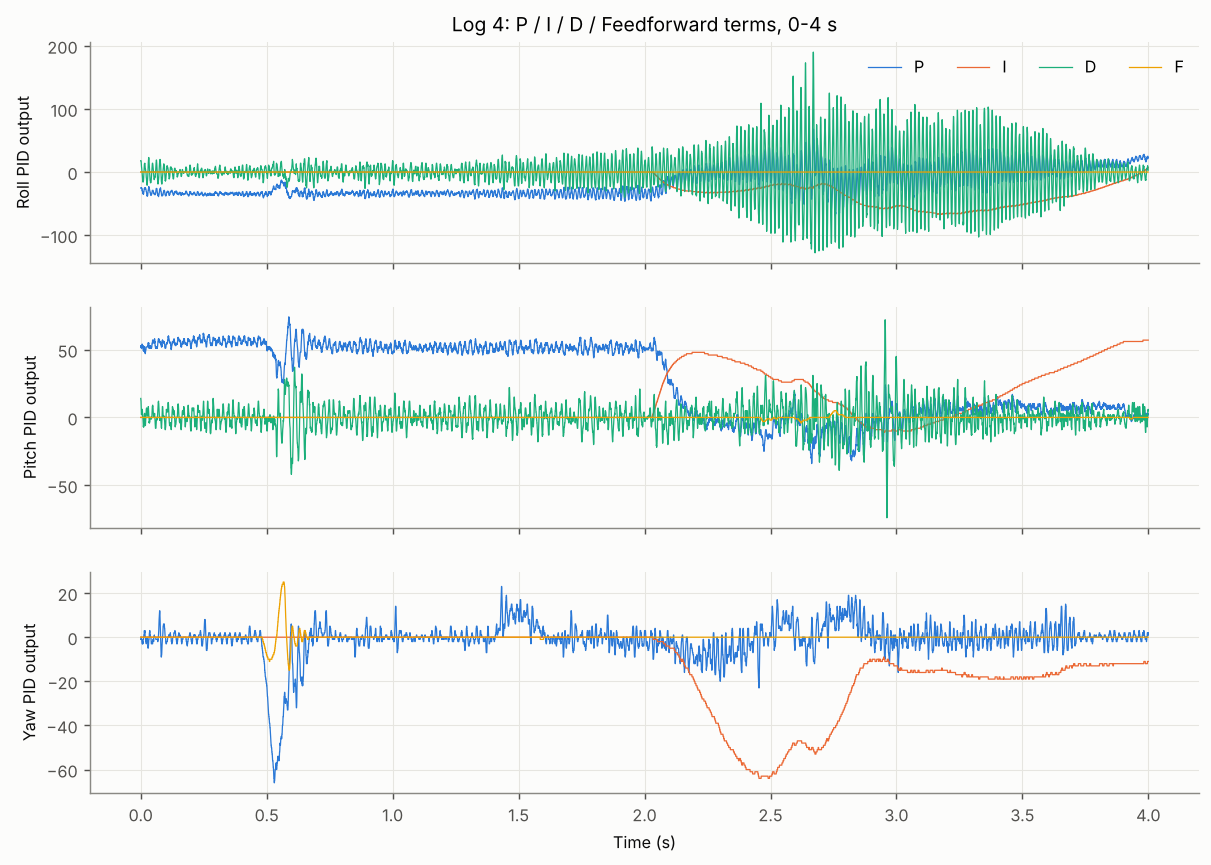 Log 4: P / I / D / Feedforward terms, 0-4 s
P I D F
Roll PID output
200
100
0
−100
Pitch PID output
50
0
−50
Yaw PID output
20
0
−20
−40
−60
0.0 0.5 1.0 1.5 2.0 2.5 3.0 3.5 4.0
Time (s)